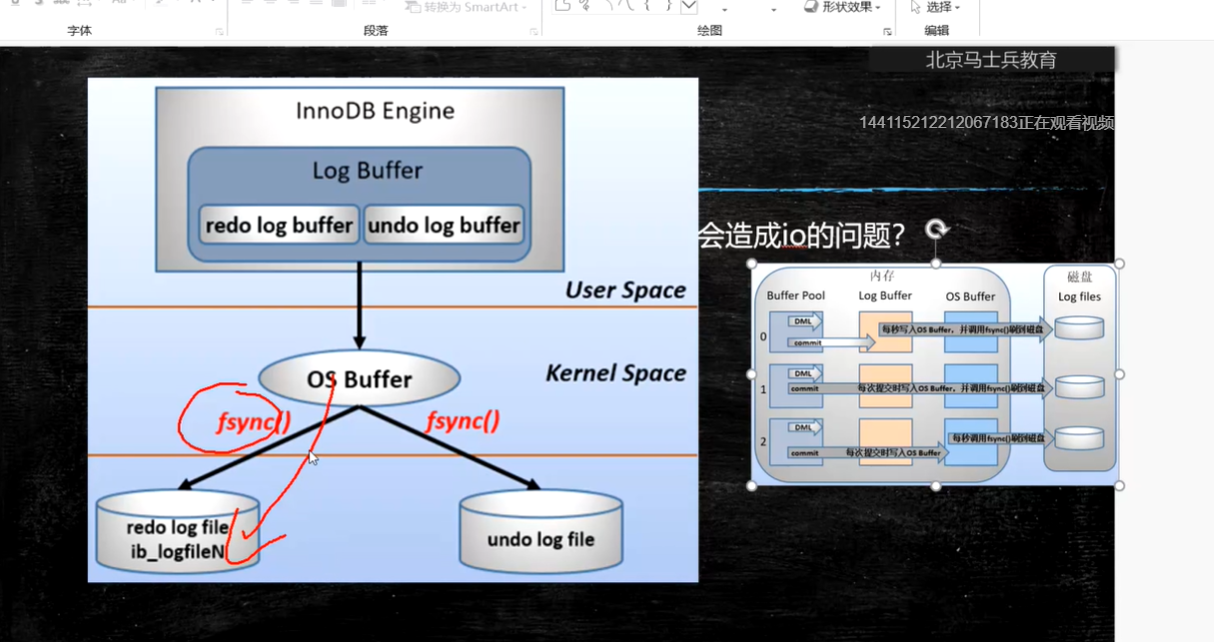 转换为 SmartArt
形状效果
选择
字体
段落
绘图
编辑
北京马士兵教育
144115212212067183正在观看视频
InnoDB Engine
Log Buffer
redo log buffer
undo log buffer
User Space
OS Buffer
Kernel Space
fsync()
fsync()
redo log file
ib_logfileN
undo log file
会造成io的问题?
内存
磁盘
Buffer Pool
Log Buffer
OS Buffer
Log files
0
DML
commit
每秒写入OS Buffer，并调用fsync()刷到磁盘
1
DML
commit
每次提交时写入OS Buffer，并调用fsync()刷到磁盘
2
DML
commit
每次提交时写入OS Buffer
每秒调用fsync()刷到磁盘